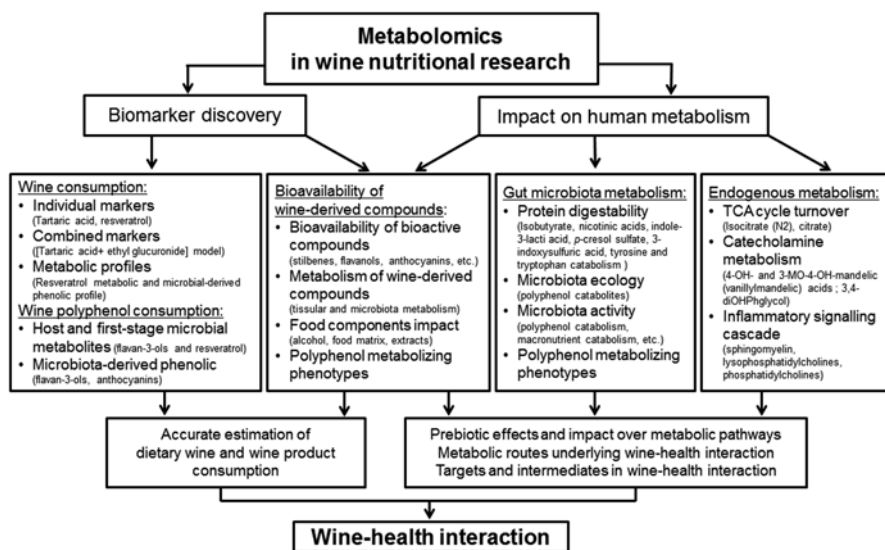 Metabolomics
in wine nutritional research
Biomarker discovery
Impact on human metabolism
Wine consumption:
• Individual markers
(Tartaric acid, resveratrol)
• Combined markers
([Tartaric acid+ ethyl glucuronide] model)
• Metabolic profiles
(Resveratrol metabolic and microbial-derived
phenolic profile)
Wine polyphenol consumption:
• Host and first-stage microbial
metabolites (flavan-3-ols and resveratrol)
• Microbiota-derived phenolic
(flavan-3-ols, anthocyanins)
Bioavailability of
wine-derived compounds:
• Bioavailability of bioactive
compounds
(stilbenes, flavanols, anthocyanins, etc.)
• Metabolism of wine-derived
compounds
(tissular and microbiota metabolism)
• Food components impact
(alcohol, food matrix, extracts)
• Polyphenol metabolizing
phenotypes
Gut microbiota metabolism:
• Protein digestability
(Isobutyrate, nicotinic acids, indole-
3-lacti acid, p-cresol sulfate, 3-
indoxysulfuric acid, tyrosine and
tryptophan catabolism )
• Microbiota ecology
(polyphenol catabolites)
• Microbiota activity
(polyphenol catabolism,
macronutrient catabolism, etc.)
• Polyphenol metabolizing
phenotypes
Endogenous metabolism:
• TCA cycle turnover
(Isocitrate (N2), citrate)
• Catecholamine
metabolism
(4-OH- and 3-MO-4-OH-mandelic
(vanillylmandelic) acids ; 3,4-
diOHPhglycol)
• Inflammatory signalling
cascade
(sphingomyelin,
lysophosphatidylcholines,
phosphatidylcholines)
Accurate estimation of
dietary wine and wine product
consumption
Prebiotic effects and impact over metabolic pathways
Metabolic routes underlying wine-health interaction
Targets and intermediates in wine-health interaction
Wine-health interaction